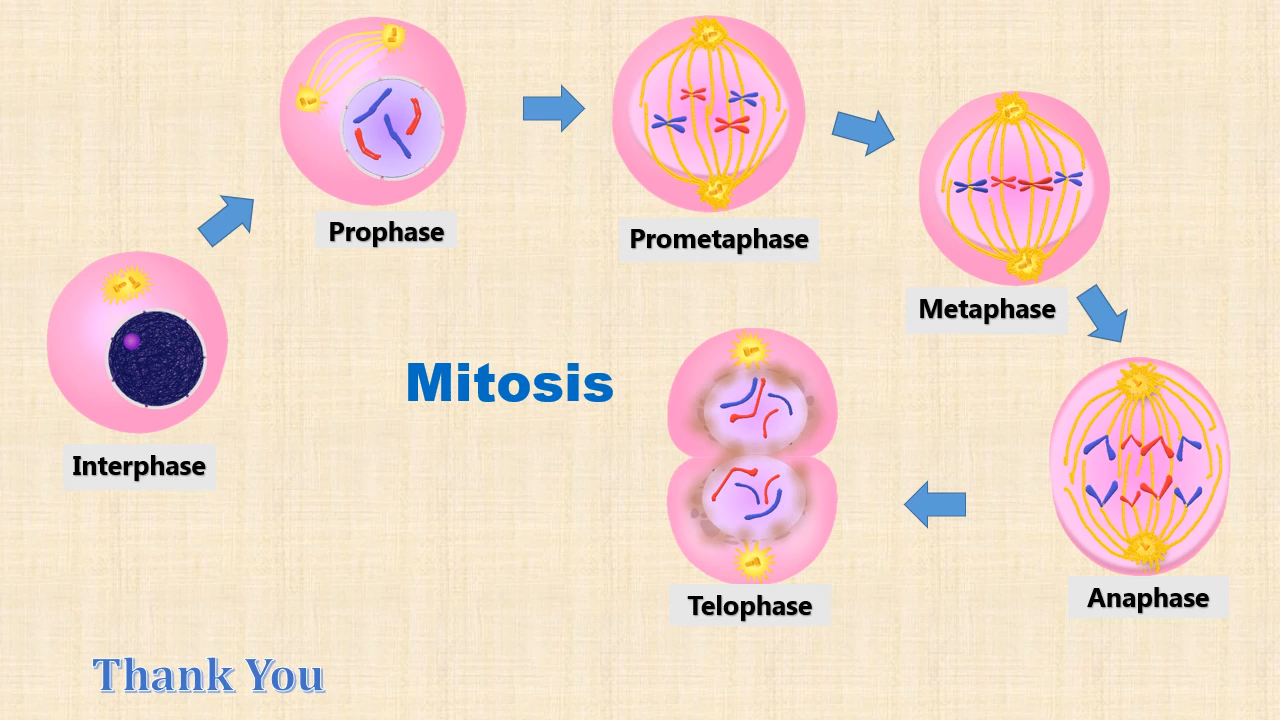 Prophase
Prometaphase
Metaphase
Interphase
Mitosis
Telophase
Anaphase
Thank You